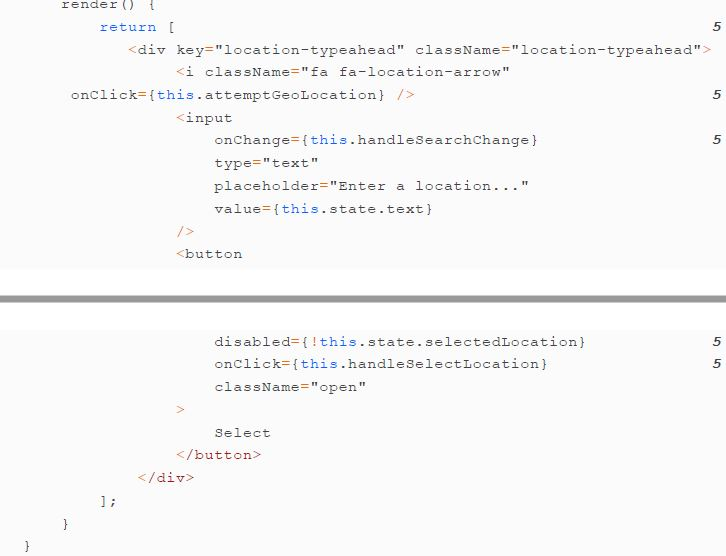 render() {
return [ 5
<div key="location-typeahead" className="location-typeahead">
<i className="fa fa-location-arrow"
onClick={this.attemptGeoLocation} /> 5
<input
onChange={this.handleSearchChange} 5
type="text"
placeholder="Enter a location..."
value={this.state.text}
/>
<button
disabled={!this.state.selectedLocation} 5
onClick={this.handleSelectLocation} 5
className="open"
>
Select
</button>
</div>
];
}
}